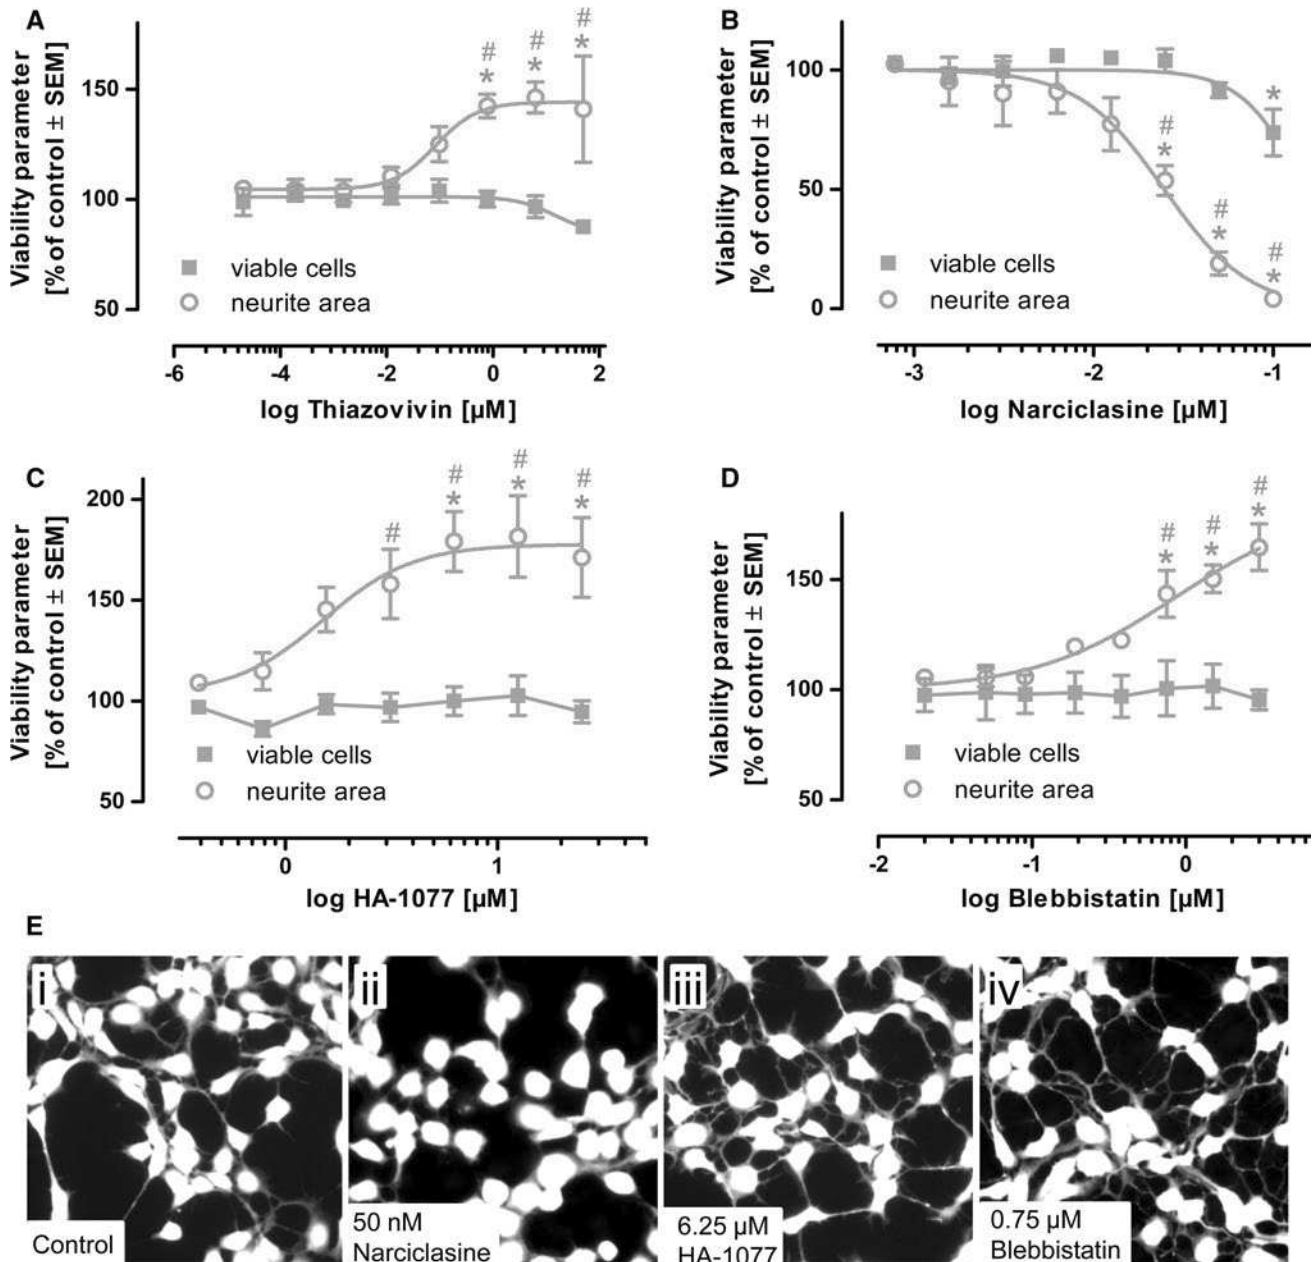 A
Viability parameter
[% of control ± SEM]
150
100
50
# # # #
* * *
viable cells
neurite area
-6 -4 -2 0 2
log Thiazovivin [µM]
B
Viability parameter
[% of control ± SEM]
100
50
0
*
# # #
* * *
viable cells
neurite area
-3 -2 -1
log Narciclasine [µM]
C
Viability parameter
[% of control ± SEM]
200
150
100
50
# # # #
* * *
viable cells
neurite area
0 1
log HA-1077 [µM]
D
Viability parameter
[% of control ± SEM]
150
100
50
# # #
* * *
viable cells
neurite area
-2 -1 0
log Blebbistatin [µM]
E
i
Control
ii
50 nM
Narciclasine
iii
6.25 µM
HA-1077
iv
0.75 µM
Blebbistatin